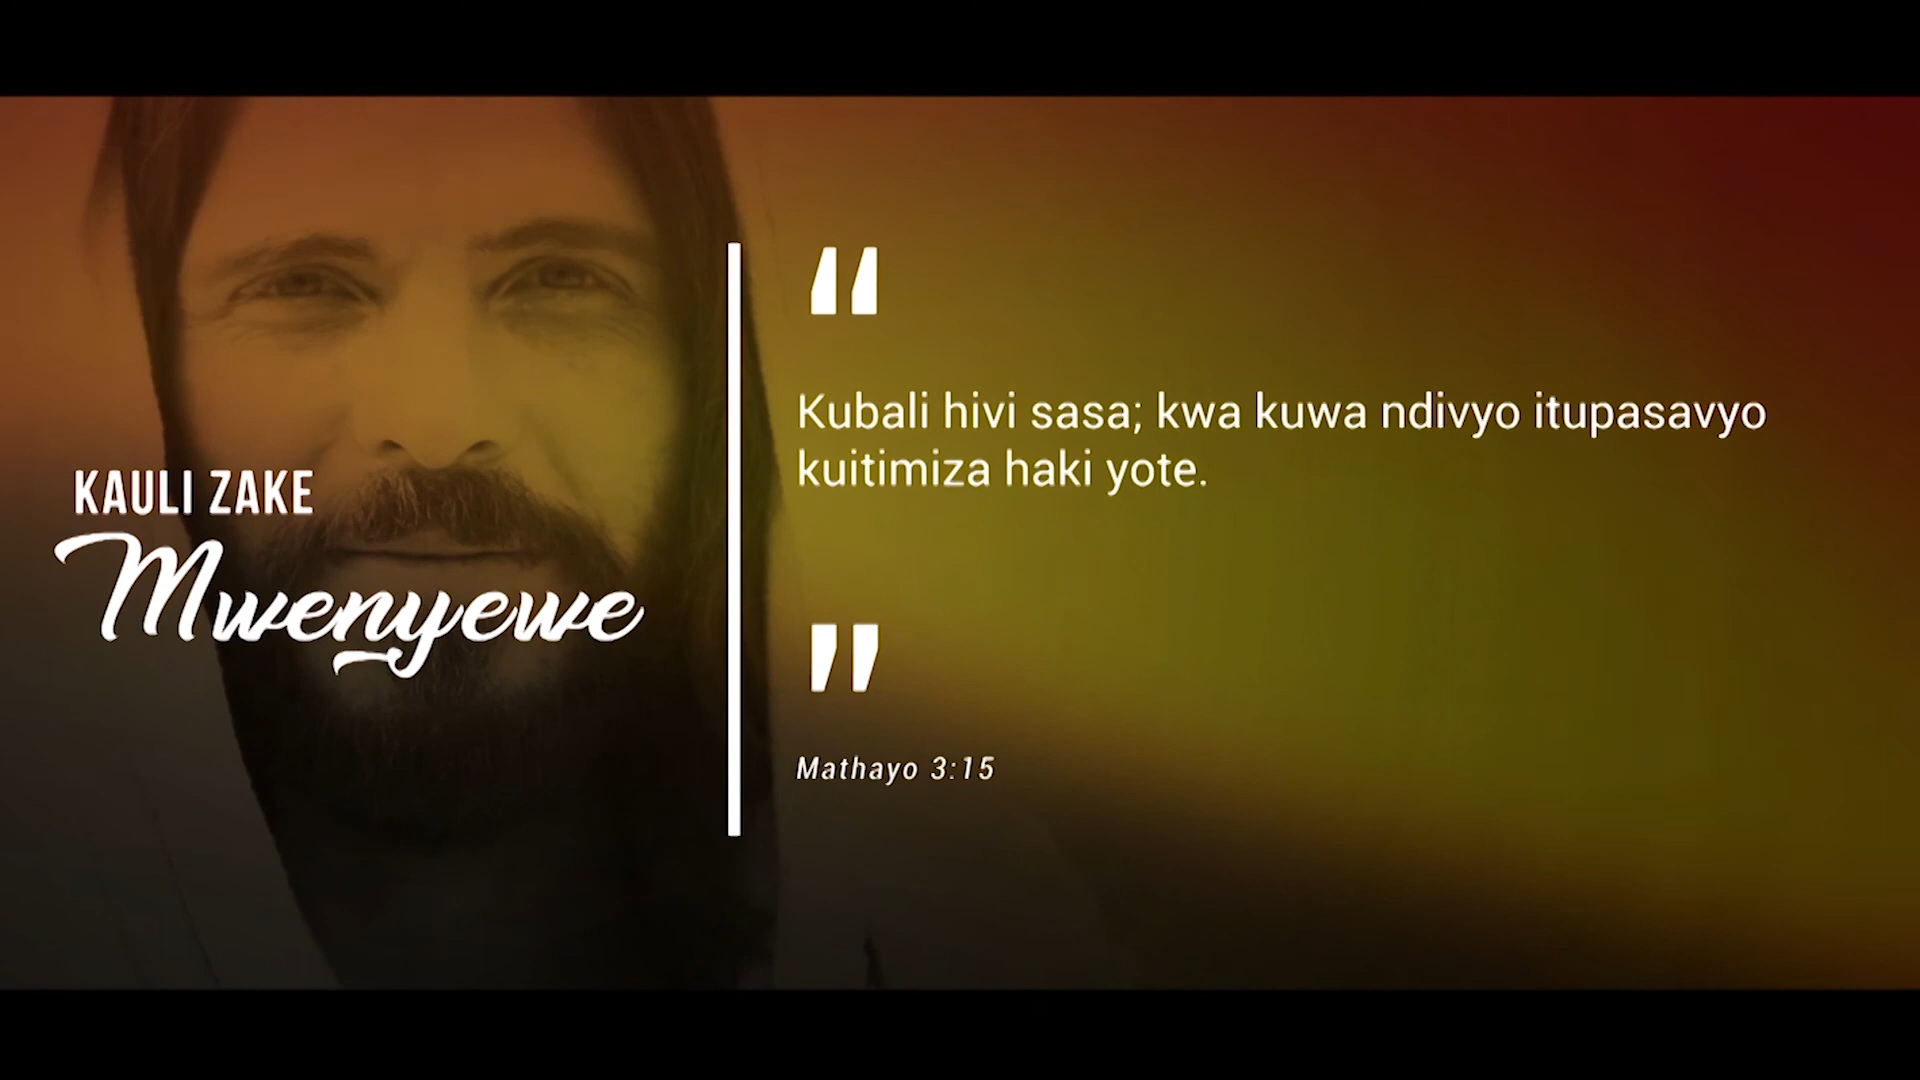 KAULI ZAKE
Mwenyewe
“
Kubali hivi sasa; kwa kuwa ndivyo itupasavyo
kuitimiza haki yote.
”
Mathayo 3:15